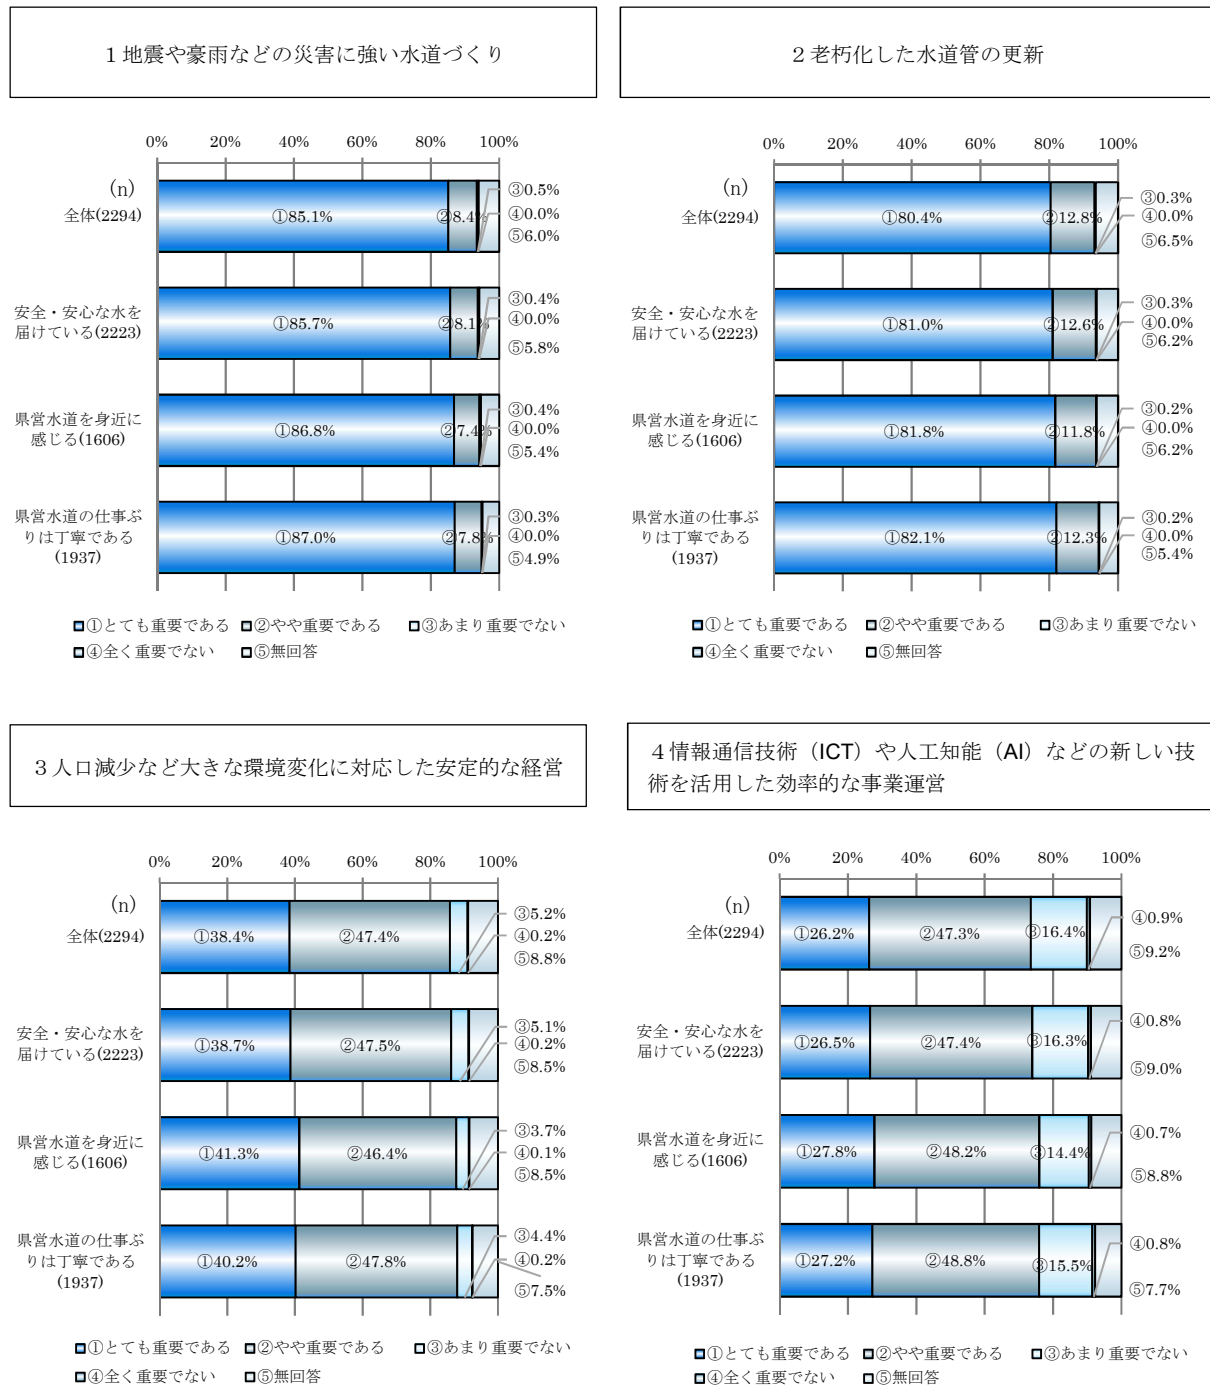 １地震や豪雨などの災害に強い水道づくり
0% 20% 40% 60% 80% 100%
(n)
全体(2294)
①85.1%
②8.4%
③0.5%
④0.0%
⑤6.0%
安全・安心な水を
届けている(2223)
①85.7%
②8.1%
③0.4%
④0.0%
⑤5.8%
県営水道を身近に
感じる(1606)
①86.8%
②7.4%
③0.4%
④0.0%
⑤5.4%
県営水道の仕事ぶ
りは丁寧である
(1937)
①87.0%
②7.8%
③0.3%
④0.0%
⑤4.9%
①とても重要である ②やや重要である ③あまり重要でない
④全く重要でない ⑤無回答
２老朽化した水道管の更新
0% 20% 40% 60% 80% 100%
(n)
全体(2294)
①80.4%
②12.8%
③0.3%
④0.0%
⑤6.5%
安全・安心な水を
届けている(2223)
①81.0%
②12.6%
③0.3%
④0.0%
⑤6.2%
県営水道を身近に
感じる(1606)
①81.8%
②11.8%
③0.2%
④0.0%
⑤6.2%
県営水道の仕事ぶ
りは丁寧である
(1937)
①82.1%
②12.3%
③0.2%
④0.0%
⑤5.4%
①とても重要である ②やや重要である ③あまり重要でない
④全く重要でない ⑤無回答
３人口減少など大きな環境変化に対応した安定的な経営
0% 20% 40% 60% 80% 100%
(n)
全体(2294)
①38.4%
②47.4%
③5.2%
④0.2%
⑤8.8%
安全・安心な水を
届けている(2223)
①38.7%
②47.5%
③5.1%
④0.2%
⑤8.5%
県営水道を身近に
感じる(1606)
①41.3%
②46.4%
③3.7%
④0.1%
⑤8.5%
県営水道の仕事ぶ
りは丁寧である
(1937)
①40.2%
②47.8%
③4.4%
④0.2%
⑤7.5%
①とても重要である ②やや重要である ③あまり重要でない
④全く重要でない ⑤無回答
４情報通信技術（ICT）や人工知能（AI）などの新しい技
術を活用した効率的な事業運営
0% 20% 40% 60% 80% 100%
(n)
全体(2294)
①26.2%
②47.3%
③16.4%
④0.9%
⑤9.2%
安全・安心な水を
届けている(2223)
①26.5%
②47.4%
③16.3%
④0.8%
⑤9.0%
県営水道を身近に
感じる(1606)
①27.8%
②48.2%
③14.4%
④0.7%
⑤8.8%
県営水道の仕事ぶ
りは丁寧である
(1937)
①27.2%
②48.8%
③15.5%
④0.8%
⑤7.7%
①とても重要である ②やや重要である ③あまり重要でない
④全く重要でない ⑤無回答